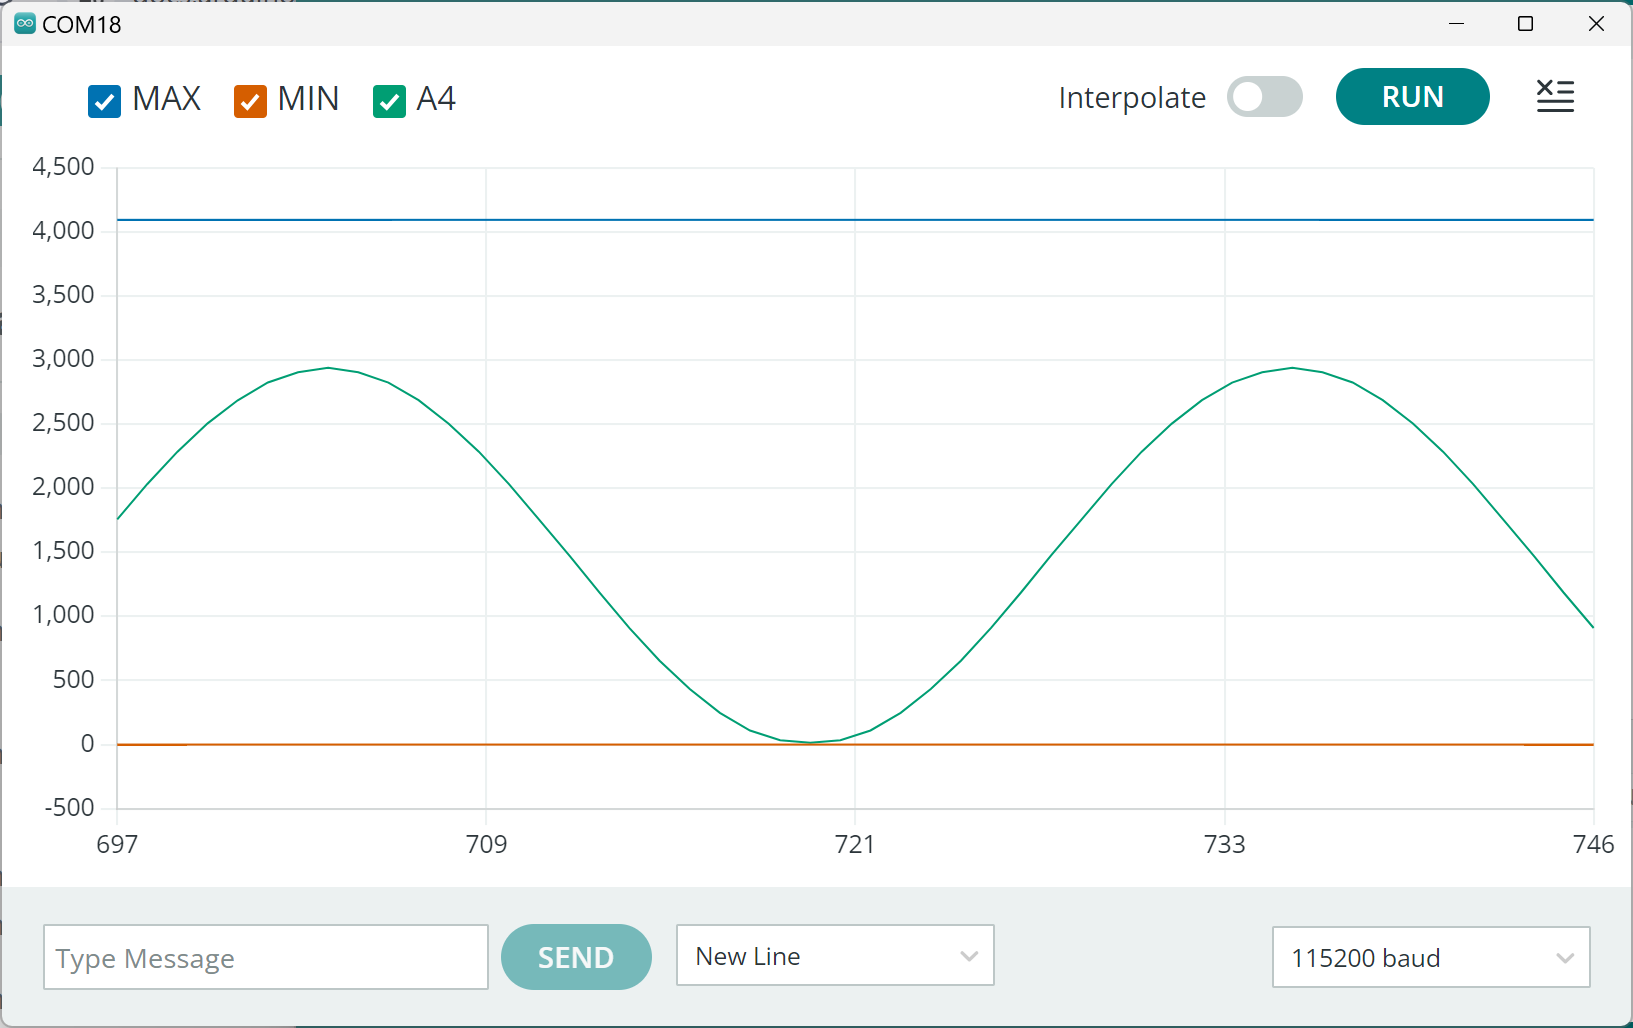 COM18
MAX MIN A4 Interpolate RUN
4,500
4,000
3,500
3,000
2,500
2,000
1,500
1,000
500
0
-500
697 709 721 733 746
Type Message SEND New Line 115200 baud